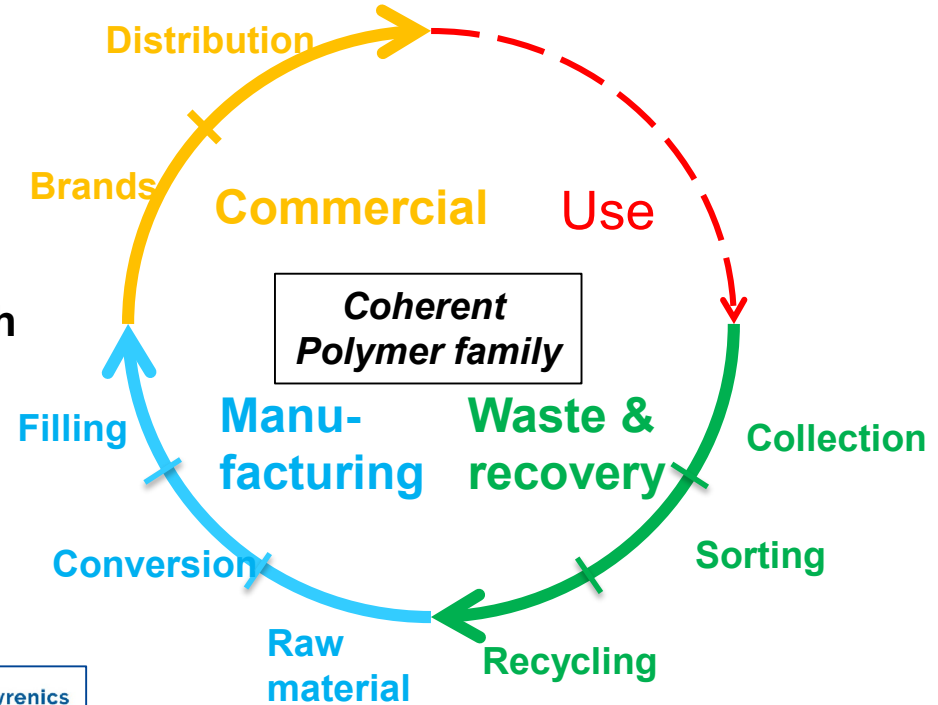 Distribution
Brands
Commercial
Use
Coherent
Polymer family
Filling
Manu-
facturing
Waste &
recovery
Collection
Conversion
Sorting
Raw
material
Recycling